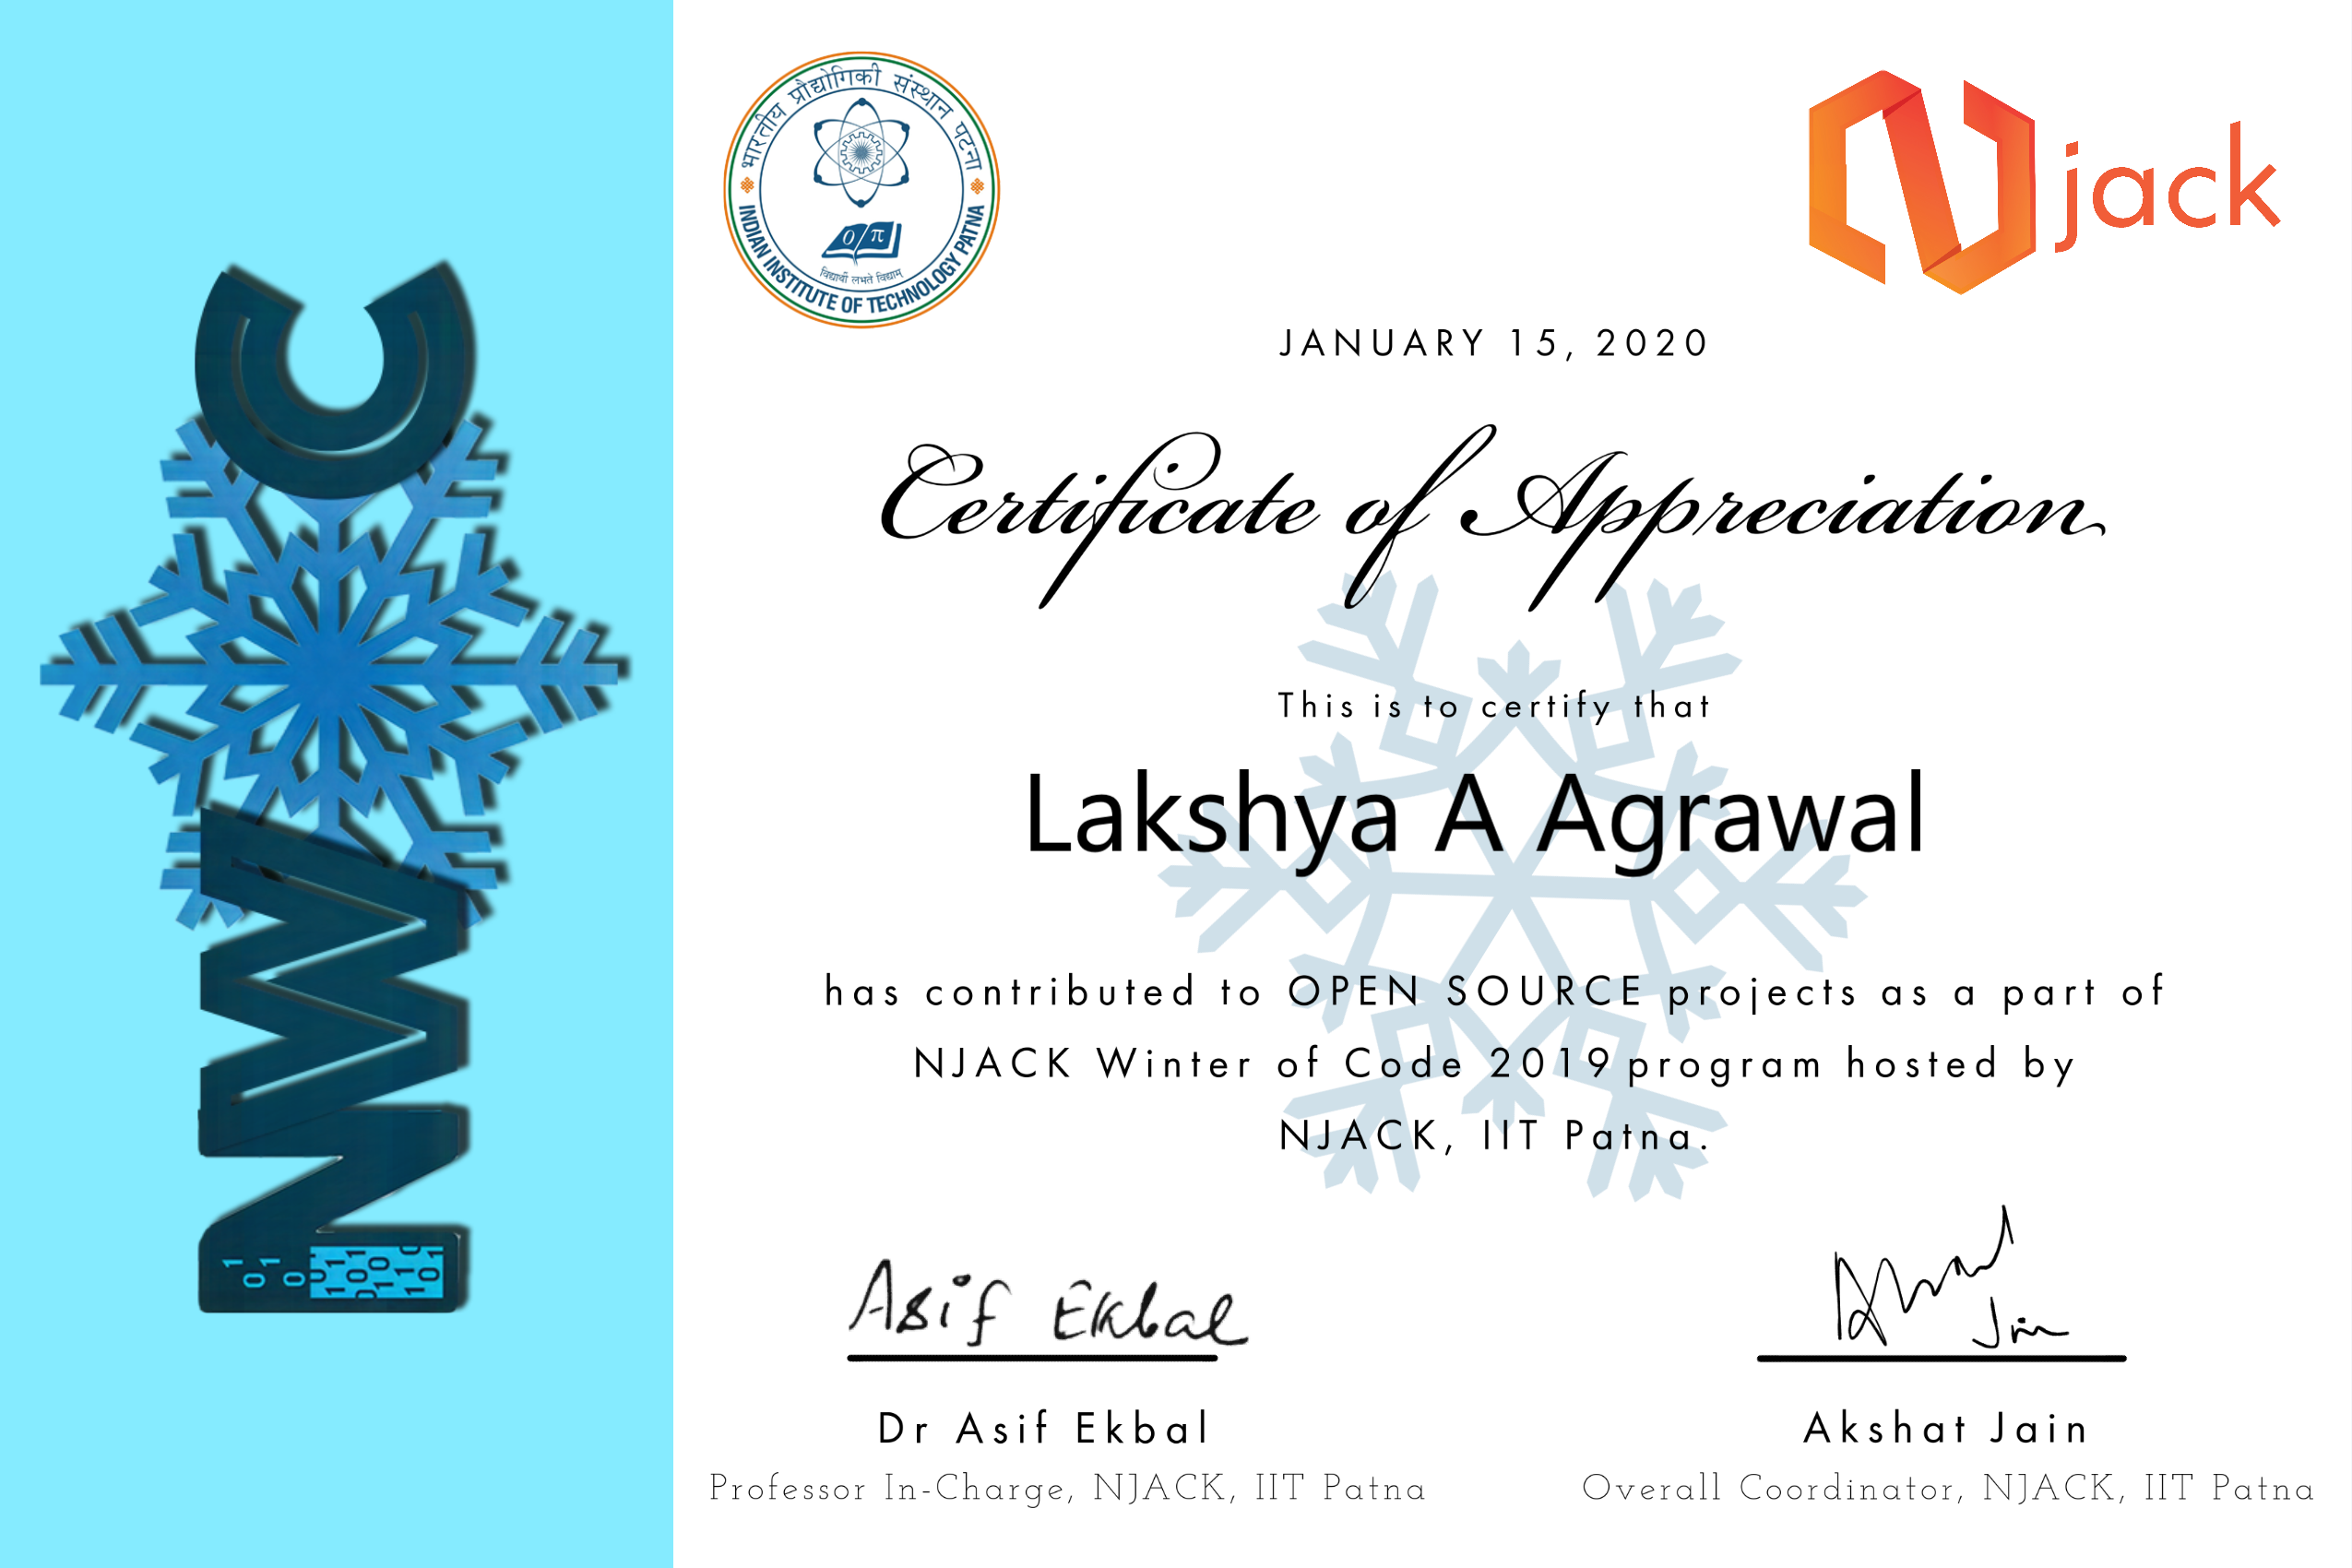 भारतीय प्रौद्योगिकी संस्थान पटना
INDIAN INSTITUTE OF TECHNOLOGY PATNA
0 π
विद्यार्थी लभते विद्याम्
N jack
JANUARY 15, 2020
Certificate of Appreciation
This is to certify that
Lakshya A Agrawal
has contributed to OPEN SOURCE projects as a part of
NJACK Winter of Code 2019 program hosted by
NJACK, IIT Patna.
Asif Ekbal
Dr Asif Ekbal
Professor In-Charge, NJACK, IIT Patna
Jain
Akshat Jain
Overall Coordinator, NJACK, IIT Patna
NWC